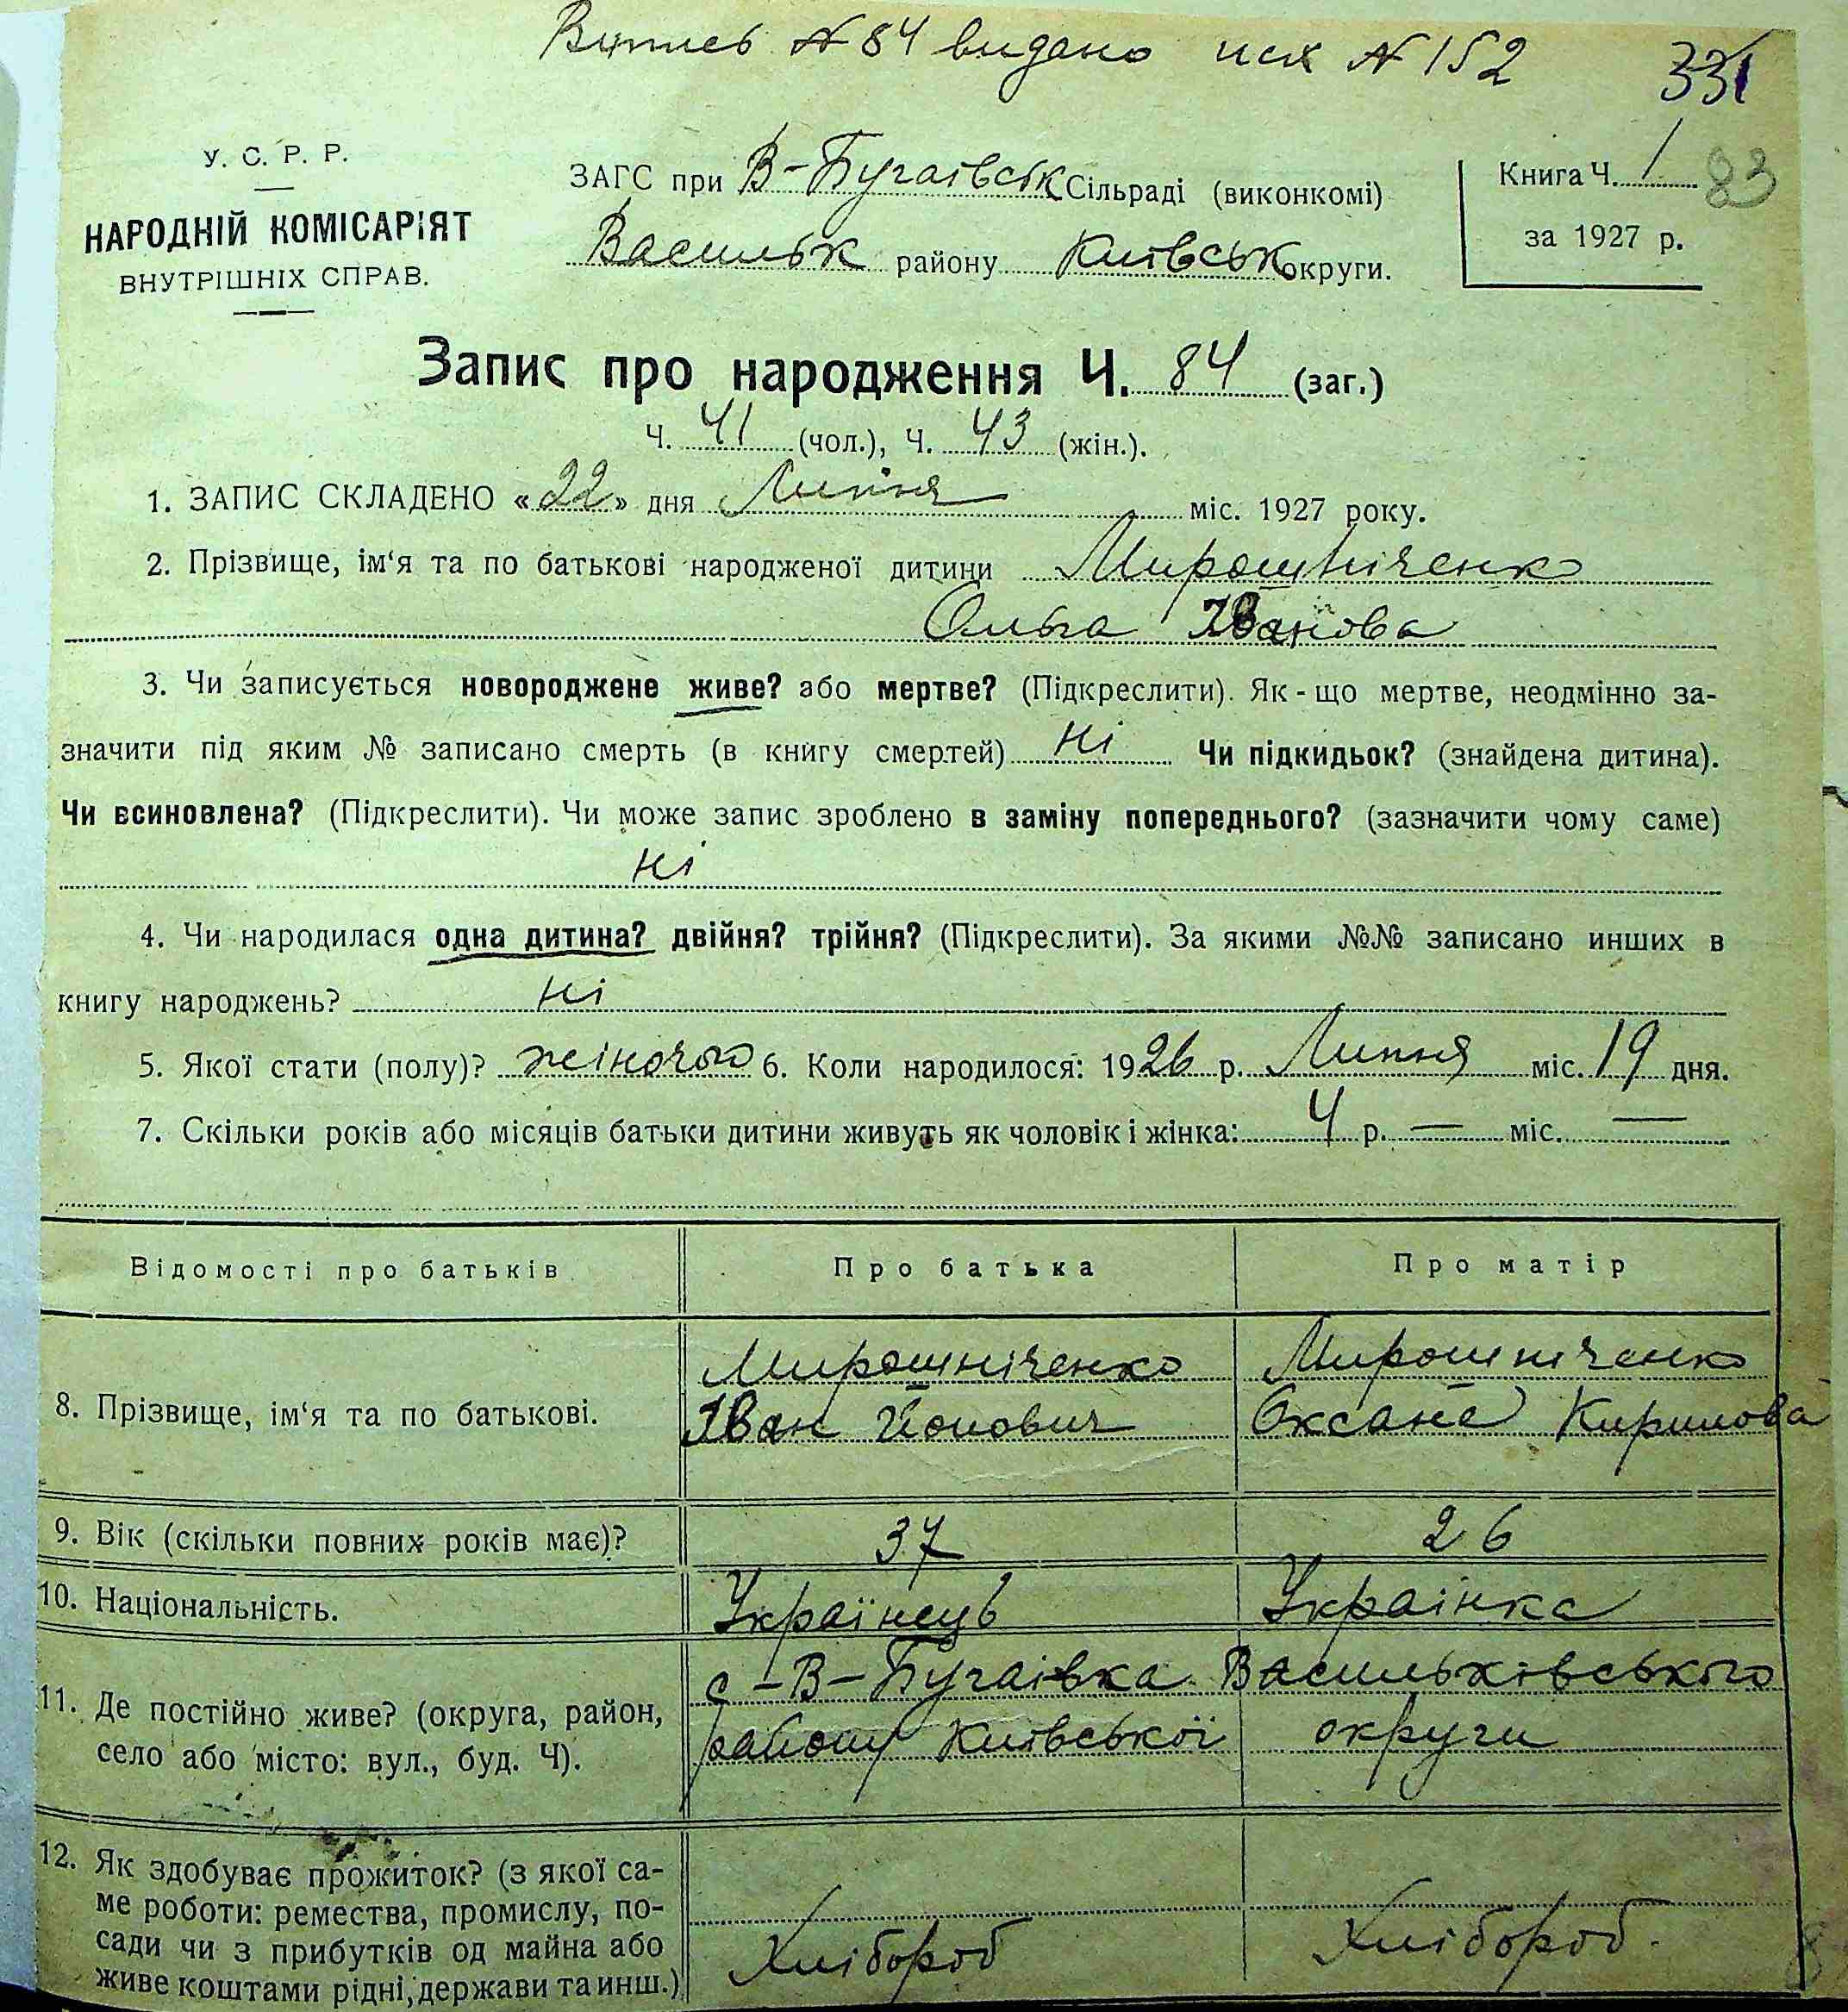 Выпись №84 видано исх №152
331
У. С. Р. Р.
НАРОДНІЙ КОМІСАРІЯТ
ВНУТРІШНІХ СПРАВ.
ЗАГС при В-Бугаївськ Сільраді (виконкомі)
Васильк району Київськ округи.
Книга Ч. 1
83
за 1927 р.
Запис про народження Ч. 84 (заг.)
Ч. 41 (чол.), Ч. 43 (жін.).
1. ЗАПИС СКЛАДЕНО «22» дня Липня міс. 1927 року.
2. Прізвище, ім‘я та по батькові народженої дитини Мирошніченко
Ольга Іванова
3. Чи записується новороджене живе? або мертве? (Підкреслити). Як-що мертве, неодмінно за-
значити під яким № записано смерть (в книгу смертей) ні Чи підкидьок? (знайдена дитина).
Чи всиновлена? (Підкреслити). Чи може запис зроблено в заміну попереднього? (зазначити чому саме)
ні
4. Чи народилася одна дитина? двійня? трійня? (Підкреслити). За якими №№ записано инших в
книгу народжень? ні
5. Якої стати (полу)? жіночого 6. Коли народилося: 1926 р. Липня міс. 19 дня.
7. Скільки років або місяців батьки дитини живуть як чоловік і жінка: 4 р. — міс. —
Відомості про батьків Про батька Про матір
8. Прізвище, ім‘я та по батькові.
Мирошніченко
Іван Йонович
Мирошніченко
Оксана Кирилова
9. Вік (скільки повних років має)? 37 26
10. Національність. Українець Українка
11. Де постійно живе? (округа, район,
село або місто: вул., буд. Ч).
с-В-Бугаївка Васильківського
району Київської округи
12. Як здобуває прожиток? (з якої са-
ме роботи: ремества, промислу, по-
сади чи з прибутків од майна або
живе коштами рідні, держави та инш.)
Хлібороб Хлібороб.